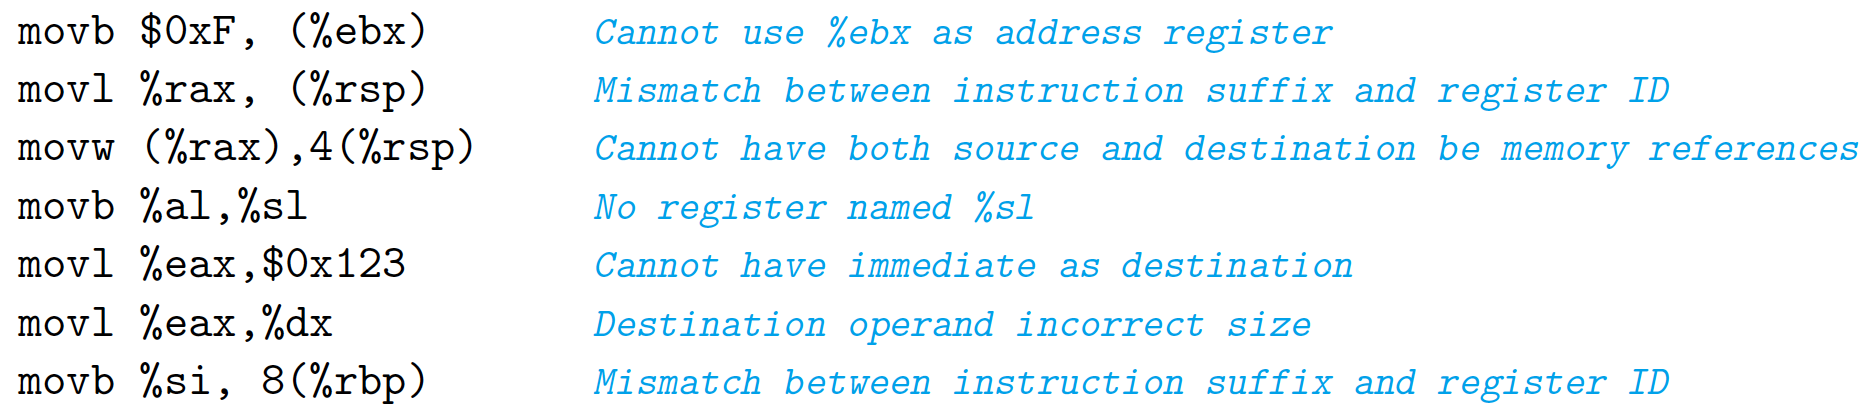 movb $0xF, (%ebx) Cannot use %ebx as address register
movl %rax, (%rsp) Mismatch between instruction suffix and register ID
movw (%rax),4(%rsp) Cannot have both source and destination be memory references
movb %al,%sl No register named %sl
movl %eax,$0x123 Cannot have immediate as destination
movl %eax,%dx Destination operand incorrect size
movb %si, 8(%rbp) Mismatch between instruction suffix and register ID